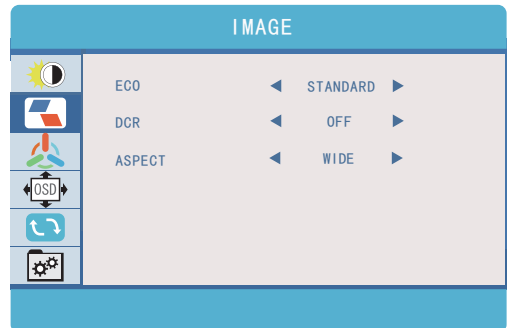 IMAGE
ECO STANDARD
DCR OFF
ASPECT WIDE
OSD